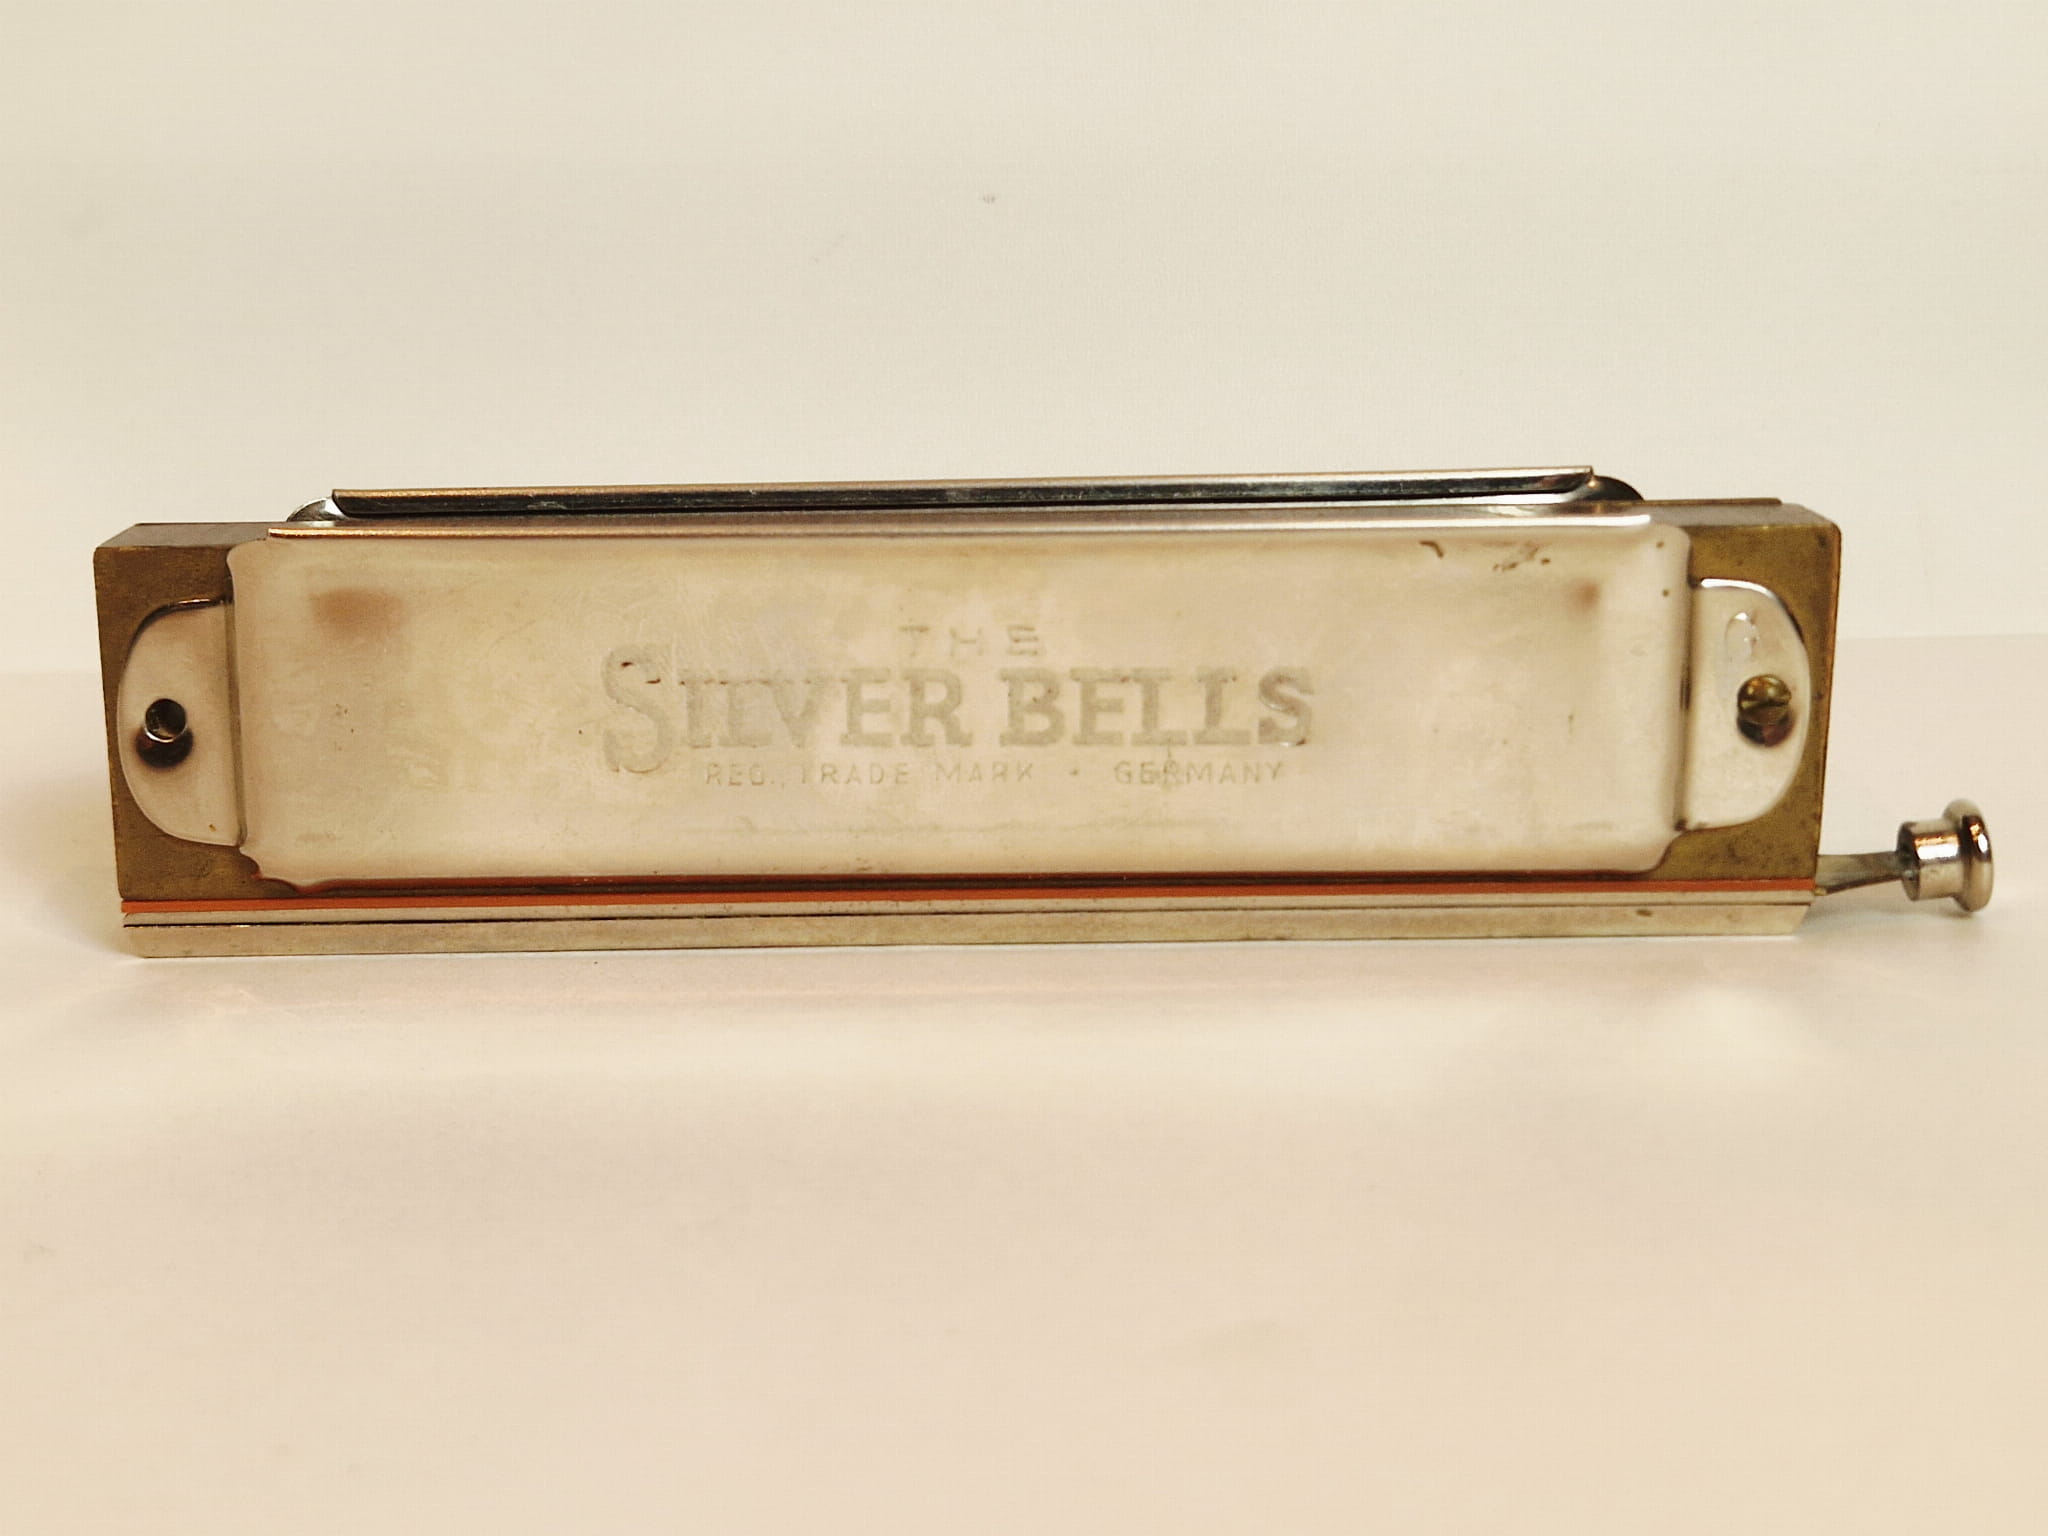 THE
SILVER BELLS
REG. TRADE MARK • GERMANY